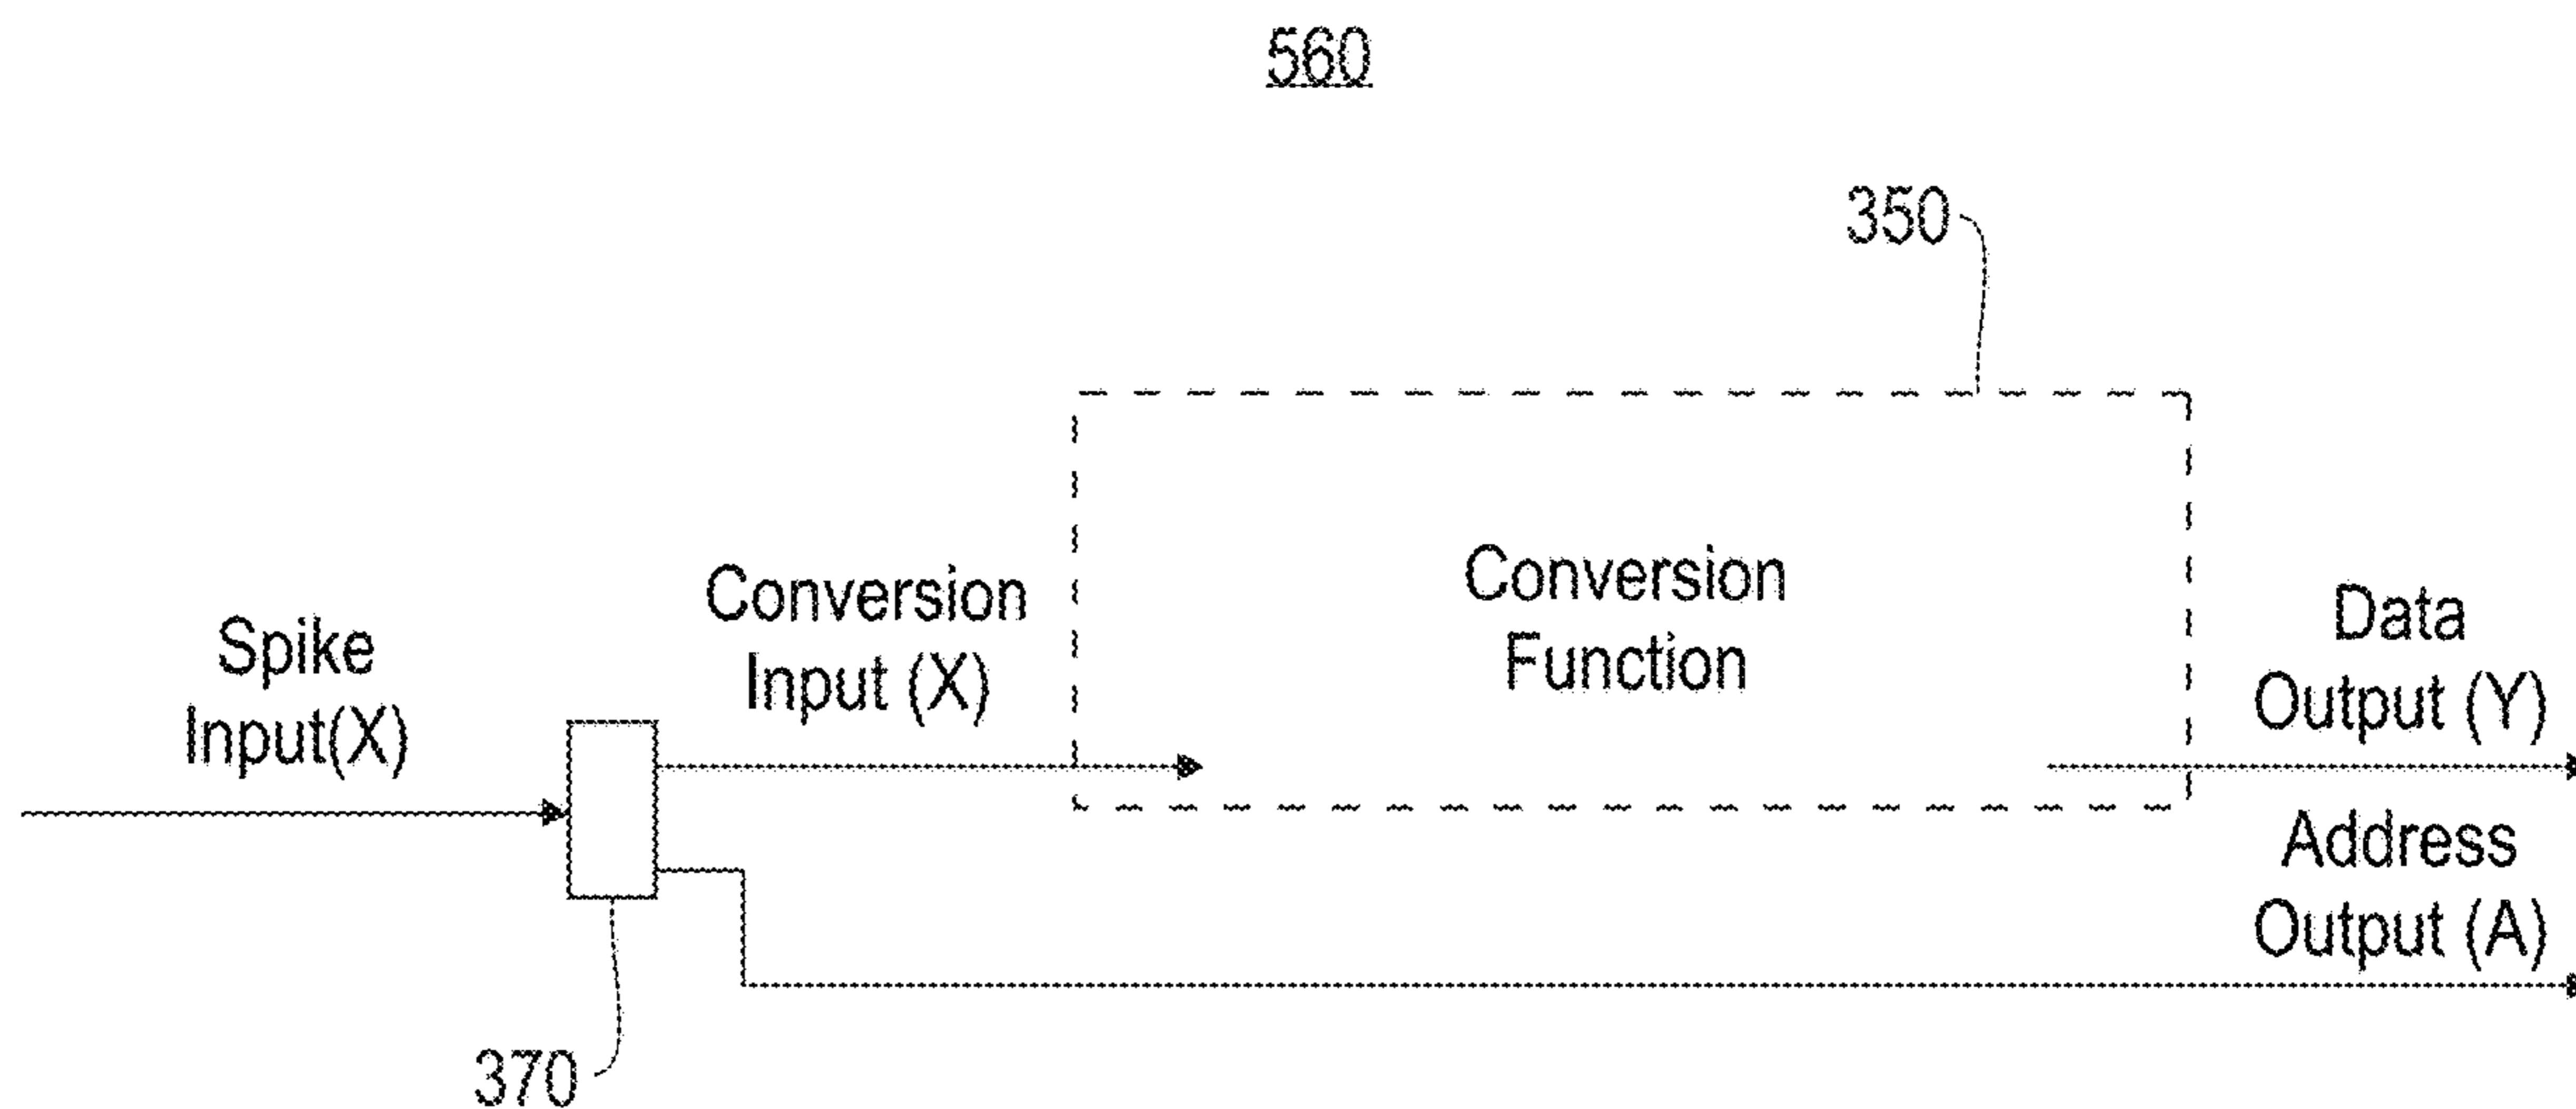 560
350
Spike
Input(X)
Conversion
Input (X)
Conversion
Function
Data
Output (Y)
Address
Output (A)
370